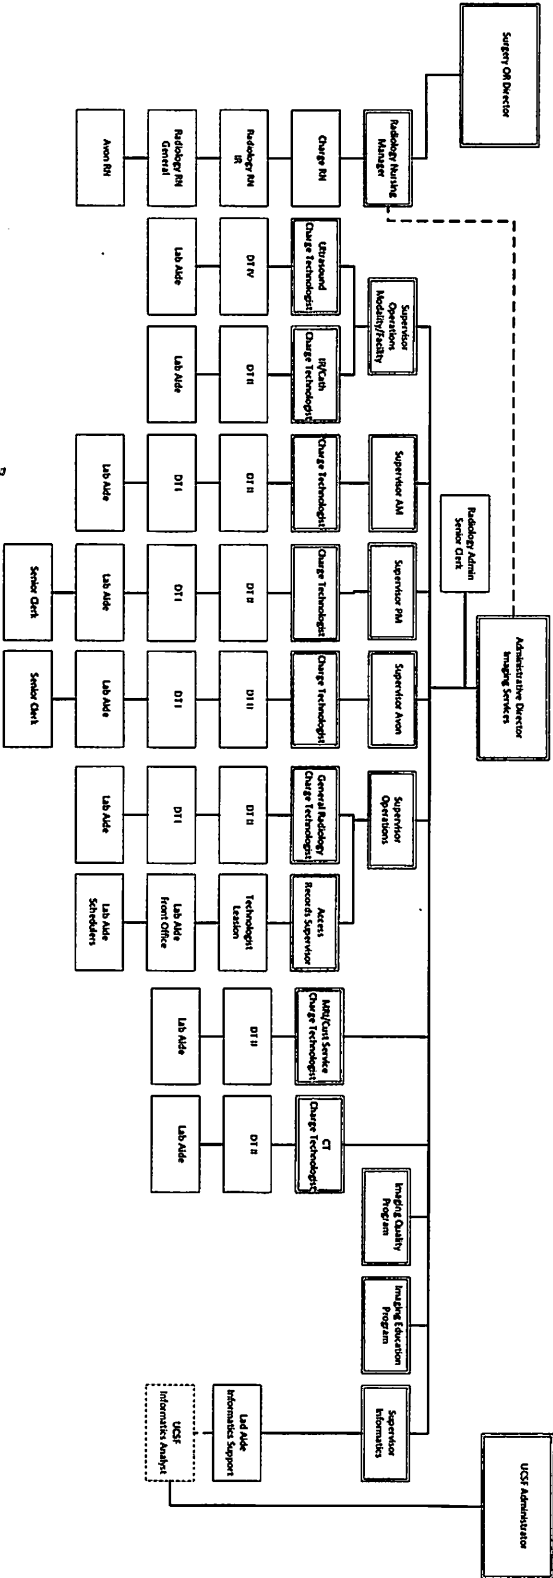 Surgery OR Director
Administrative Director
Imaging Services
UCSF Administrator
Radiology Admin
Senior Clerk
Radiology Nursing
Manager
Supervisor
Operations
Modality/Facility
Supervisor AM
Supervisor PM
Supervisor Avon
Supervisor
Operations
Imaging Quality
Program
Imaging Education
Program
Supervisor
Informatics
Charge RN
Ultrasound
Charge Technologist
IR/Cath
Charge Technologist
Charge Technologist
Charge Technologist
Charge Technologist
General Radiology
Charge Technologist
Access
Records Supervisor
MRI/Cust Service
Charge Technologist
CT
Charge Technologist
Radiology RN
IR
DT IV
DT II
DT II
DT II
DT II
DT II
Technologist
Leasion
DT II
DT II
Lad Aide
Informatics Support
Radiology RN
General
Lab Aide
Lab Aide
DT I
DT I
DT I
DT I
Lab Aide
Front Office
Lab Aide
Lab Aide
UCSF
Informatics Analyst
Avon RN
Lab Aide
Lab Aide
Lab Aide
Lab Aide
Lab Aide
Schedulers
Senior Clerk
Senior Clerk